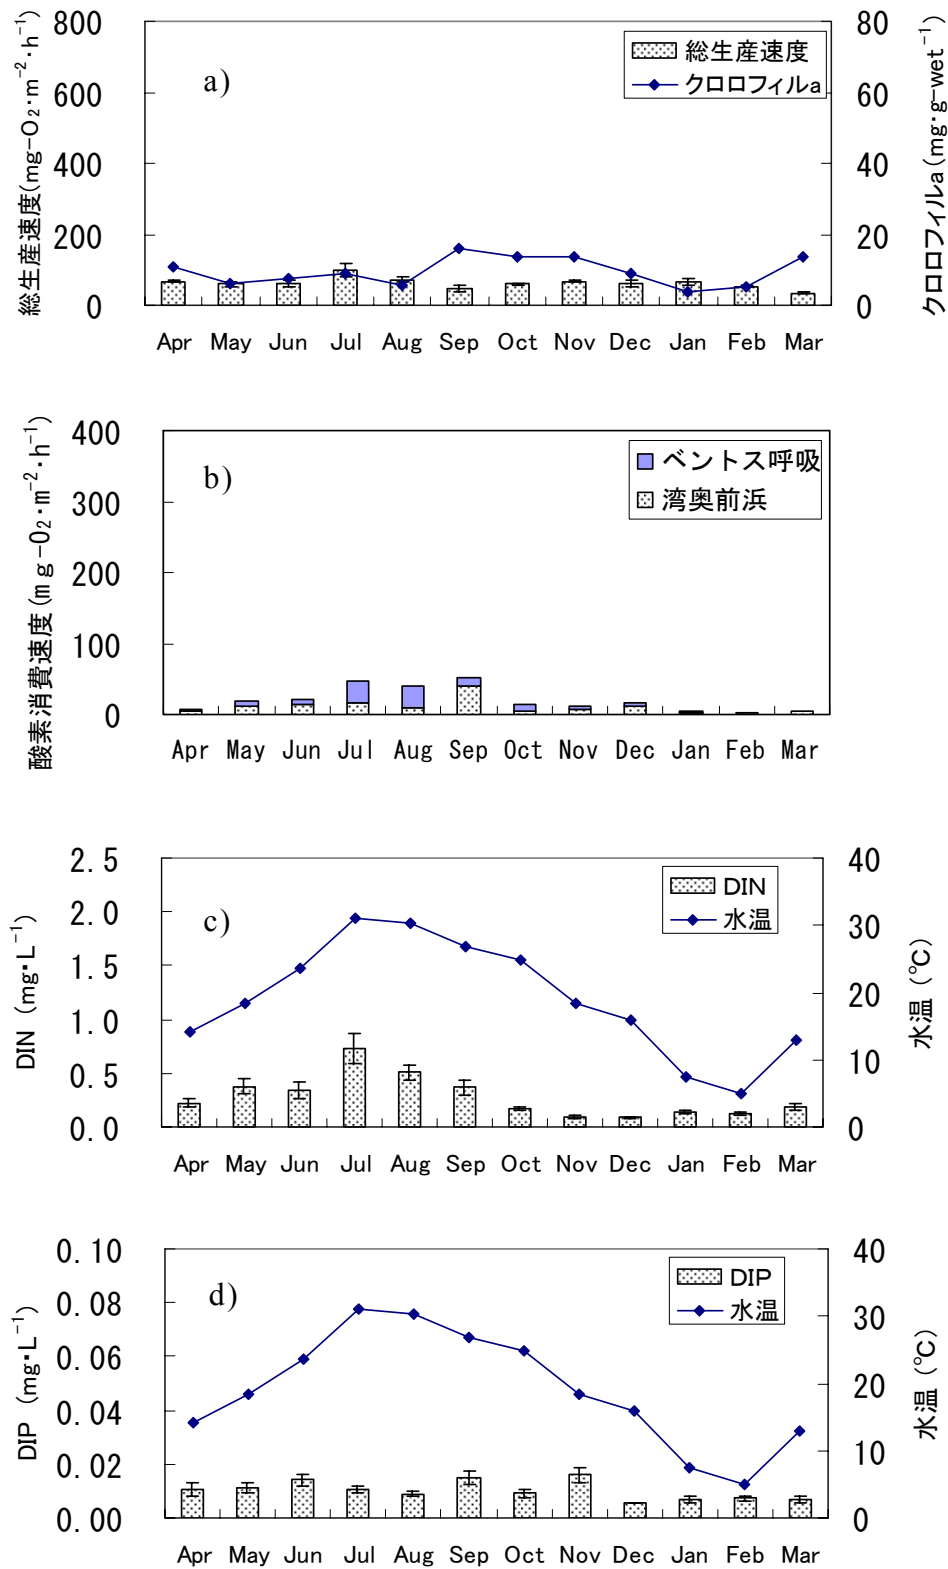 総生産速度(mg-O₂·m⁻²·h⁻¹)
800
600
400
200
0
a)
総生産速度
クロロフィルa
80
60
40
20
0
クロロフィルa(mg·g-wet⁻¹)
Apr May Jun Jul Aug Sep Oct Nov Dec Jan Feb Mar
酸素消費速度(mg-O₂·m⁻²·h⁻¹)
400
300
200
100
0
b)
ベントス呼吸
湾奥前浜
Apr May Jun Jul Aug Sep Oct Nov Dec Jan Feb Mar
DIN (mg·L⁻¹)
2.5
2.0
1.5
1.0
0.5
0.0
c)
DIN
水温
40
30
20
10
0
水温 (℃)
Apr May Jun Jul Aug Sep Oct Nov Dec Jan Feb Mar
DIP (mg·L⁻¹)
0.10
0.08
0.06
0.04
0.02
0.00
d)
DIP
水温
40
30
20
10
0
水温 (℃)
Apr May Jun Jul Aug Sep Oct Nov Dec Jan Feb Mar